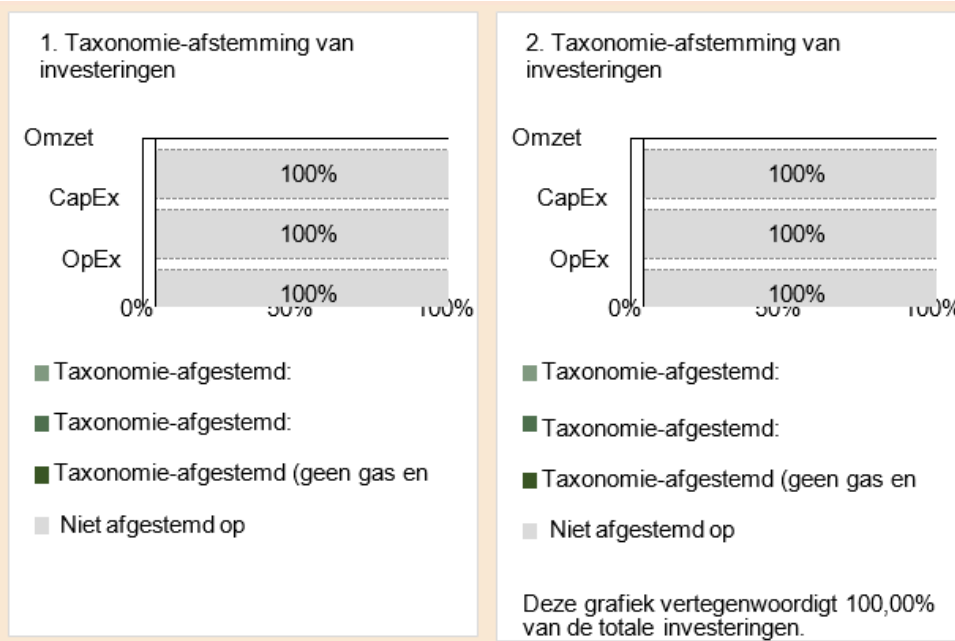 1. Taxonomie-afstemming van
investeringen
Omzet
100%
CapEx
100%
OpEx
100%
0% 50% 100%
Taxonomie-afgestemd:
Taxonomie-afgestemd:
Taxonomie-afgestemd (geen gas en
Niet afgestemd op
2. Taxonomie-afstemming van
investeringen
Omzet
100%
CapEx
100%
OpEx
100%
0% 50% 100%
Taxonomie-afgestemd:
Taxonomie-afgestemd:
Taxonomie-afgestemd (geen gas en
Niet afgestemd op
Deze grafiek vertegenwoordigt 100,00%
van de totale investeringen.